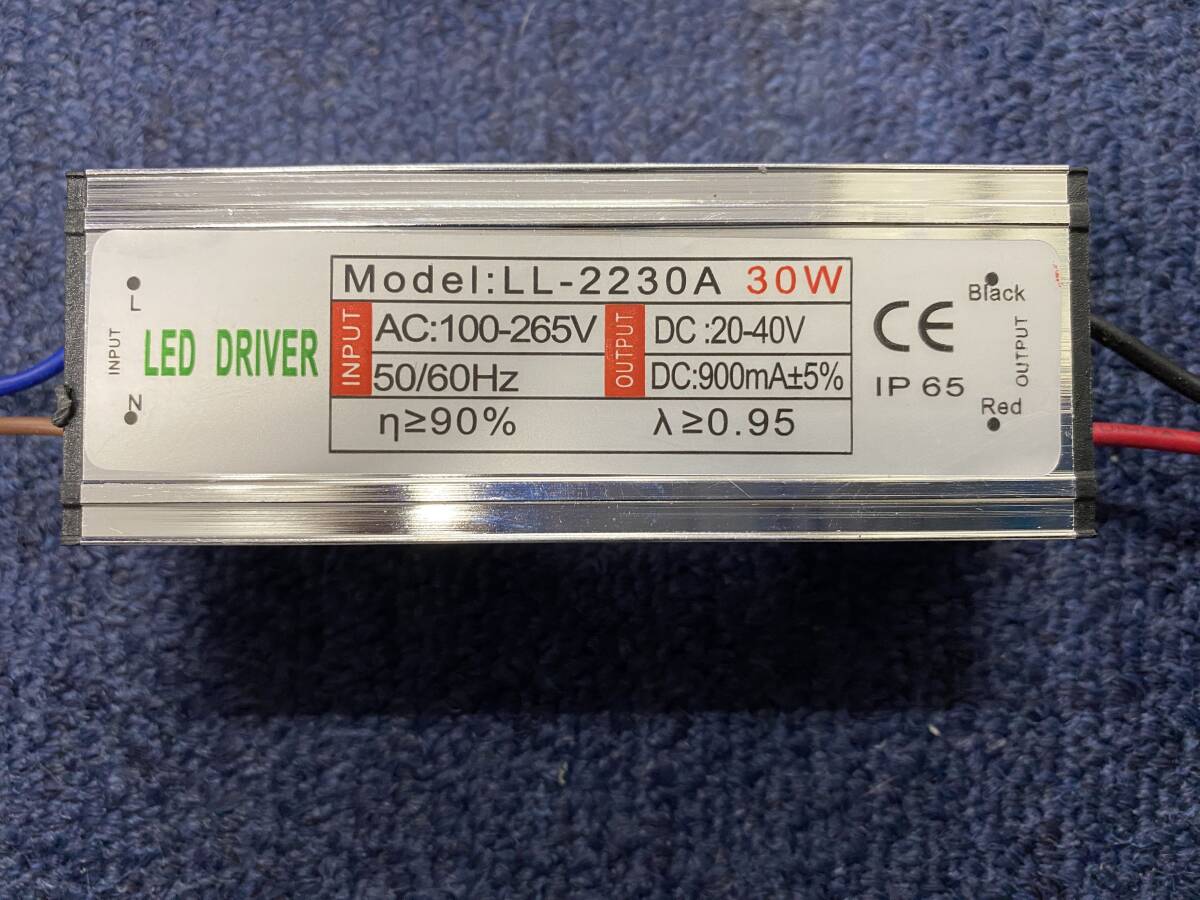 L
INPUT
N
LED DRIVER
Model:LL-2230A 30W
INPUT
AC:100-265V
50/60Hz
OUTPUT
DC :20-40V
DC:900mA±5%
η≥90%
λ≥0.95
CE
IP 65
Black
OUTPUT
Red